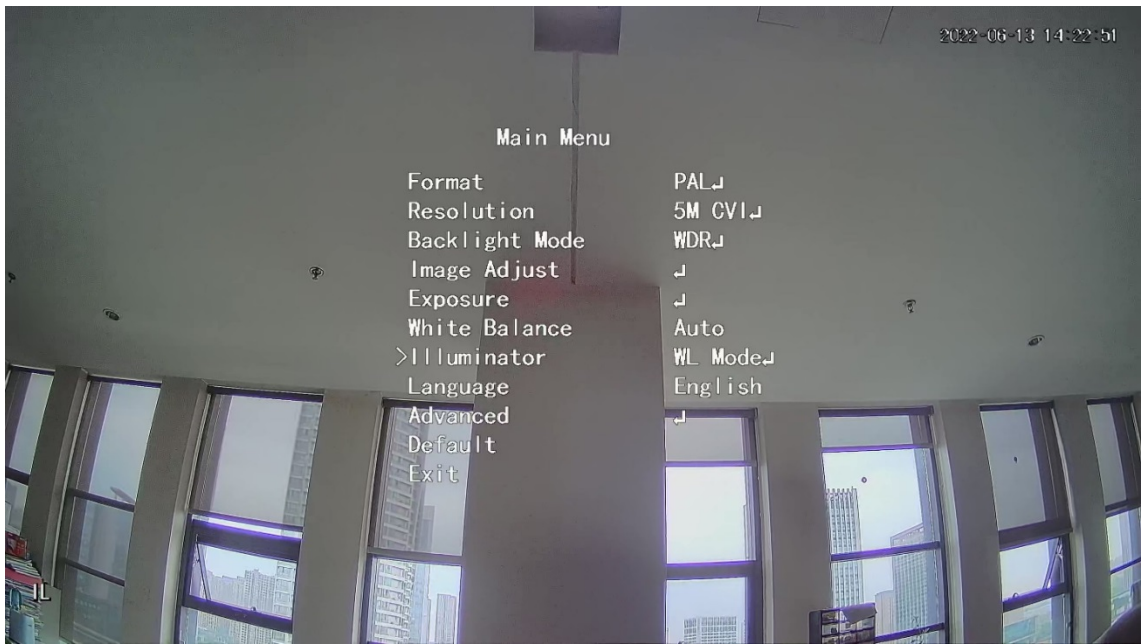 2022-06-13 14:22:51
Main Menu
Format PAL↲
Resolution 5M CVI↲
Backlight Mode WDR↲
Image Adjust ↲
Exposure ↲
White Balance Auto
>Illuminator WL Mode↲
Language English
Advanced ↲
Default
Exit
IL